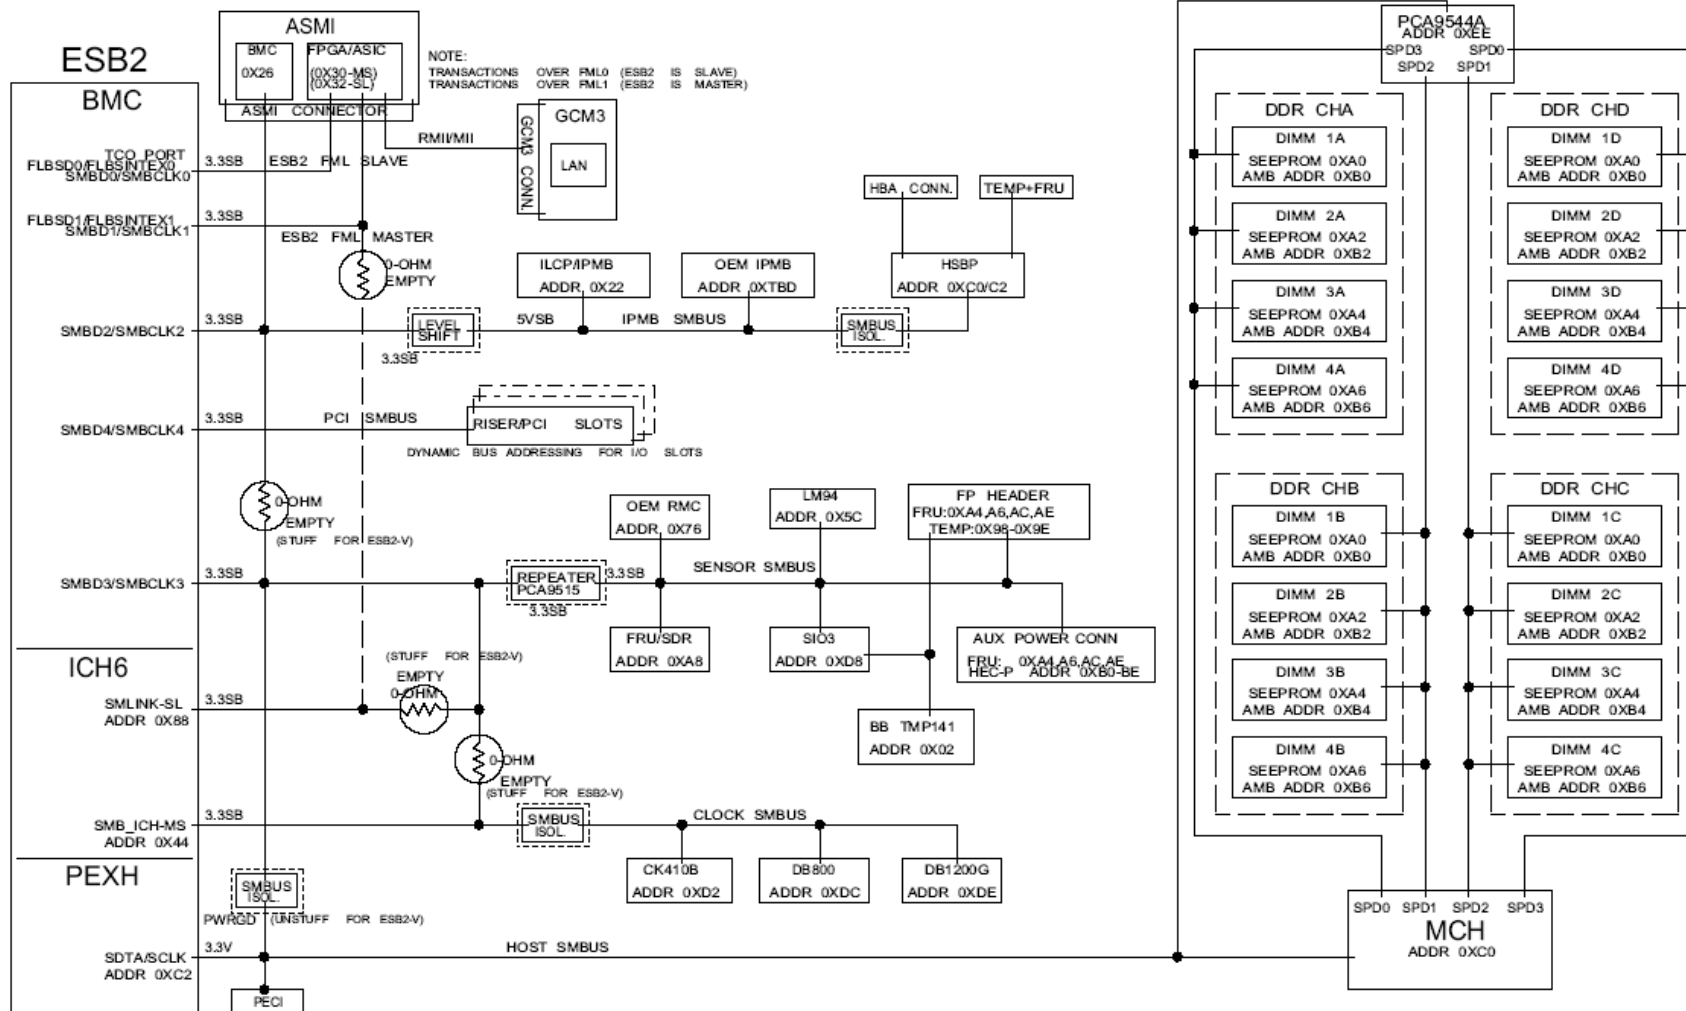 ESB2
BMC
TCO PORT
FLBSD0/FLBSINTEX0
SMBD0/SMBCLK0
FLBSD1/FLBSINTEX1
SMBD1/SMBCLK1
SMBD2/SMBCLK2
SMBD4/SMBCLK4
SMBD3/SMBCLK3
ICH6
SMLINK-SL
ADDR 0X88
SMB_ICH-MS
ADDR 0X44
PEXH
SDTA/SCLK
ADDR 0XC2
ASMI
BMC
0X26
FPGA/ASIC
(0X30-MS)
(0X32-SL)
ASMI CONNECTOR
NOTE:
TRANSACTIONS OVER FML0 (ESB2 IS SLAVE)
TRANSACTIONS OVER FML1 (ESB2 IS MASTER)
RMII/MII
GCM3 CONN.
GCM3
LAN
3.3SB
ESB2 FML SLAVE
3.3SB
ESB2 FML MASTER
0-OHM
EMPTY
HBA CONN.
TEMP+FRU
ILCP/IPMB
ADDR 0X22
OEM IPMB
ADDR 0XTBD
HSBP
ADDR 0XC0/C2
3.3SB
LEVEL
SHIFT
3.3SB
5VSB
IPMB SMBUS
SMBUS
ISOL.
3.3SB
PCI SMBUS
RISER/PCI SLOTS
DYNAMIC BUS ADDRESSING FOR I/O SLOTS
0-OHM
EMPTY
(STUFF FOR ESB2-V)
OEM RMC
ADDR 0X76
LM94
ADDR 0X5C
FP HEADER
FRU:0XA4,A6,AC,AE
TEMP:0X98-0X9E
3.3SB
REPEATER
PCA9515
3.3SB
3.3SB
SENSOR SMBUS
FRU/SDR
ADDR 0XA8
SIO3
ADDR 0XD8
AUX POWER CONN
FRU: 0XA4,A6,AC,AE
HEC-P ADDR 0XB0-BE
BB TMP141
ADDR 0X02
(STUFF FOR ESB2-V)
EMPTY
0-OHM
3.3SB
0-OHM
EMPTY
(STUFF FOR ESB2-V)
3.3SB
SMBUS
ISOL.
CLOCK SMBUS
CK410B
ADDR 0XD2
DB800
ADDR 0XDC
DB1200G
ADDR 0XDE
SMBUS
ISOL.
PWRGD (UNSTUFF FOR ESB2-V)
3.3V
HOST SMBUS
PECI
PCA9544A
ADDR 0XEE
SPD3 SPD0
SPD2 SPD1
DDR CHA
DIMM 1A
SEEPROM 0XA0
AMB ADDR 0XB0
DIMM 2A
SEEPROM 0XA2
AMB ADDR 0XB2
DIMM 3A
SEEPROM 0XA4
AMB ADDR 0XB4
DIMM 4A
SEEPROM 0XA6
AMB ADDR 0XB6
DDR CHD
DIMM 1D
SEEPROM 0XA0
AMB ADDR 0XB0
DIMM 2D
SEEPROM 0XA2
AMB ADDR 0XB2
DIMM 3D
SEEPROM 0XA4
AMB ADDR 0XB4
DIMM 4D
SEEPROM 0XA6
AMB ADDR 0XB6
DDR CHB
DIMM 1B
SEEPROM 0XA0
AMB ADDR 0XB0
DIMM 2B
SEEPROM 0XA2
AMB ADDR 0XB2
DIMM 3B
SEEPROM 0XA4
AMB ADDR 0XB4
DIMM 4B
SEEPROM 0XA6
AMB ADDR 0XB6
DDR CHC
DIMM 1C
SEEPROM 0XA0
AMB ADDR 0XB0
DIMM 2C
SEEPROM 0XA2
AMB ADDR 0XB2
DIMM 3C
SEEPROM 0XA4
AMB ADDR 0XB4
DIMM 4C
SEEPROM 0XA6
AMB ADDR 0XB6
SPD0 SPD1 SPD2 SPD3
MCH
ADDR 0XC0